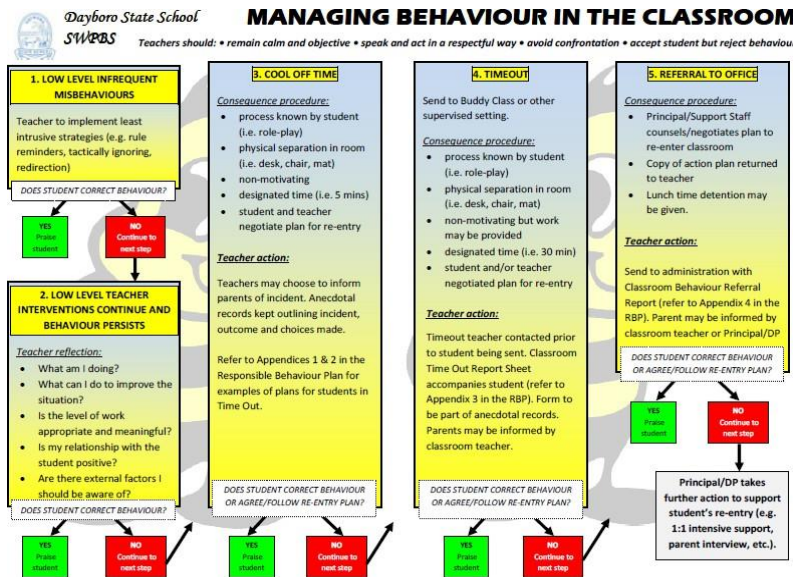 Dayboro State School
SWPBS
MANAGING BEHAVIOUR IN THE CLASSROOM
Teachers should: • remain calm and objective • speak and act in a respectful way • avoid confrontation • accept student but reject behaviour
1. LOW LEVEL INFREQUENT
MISBEHAVIOURS
Teacher to implement least
intrusive strategies (e.g. rule
reminders, tactically ignoring,
redirection)
DOES STUDENT CORRECT BEHAVIOUR?
YES
Praise
student
NO
Continue to
next step
2. LOW LEVEL TEACHER
INTERVENTIONS CONTINUE AND
BEHAVIOUR PERSISTS
Teacher reflection:
• What am I doing?
• What can I do to improve the
situation?
• Is the level of work
appropriate and meaningful?
• Is my relationship with the
student positive?
• Are there external factors I
should be aware of?
DOES STUDENT CORRECT BEHAVIOUR?
YES
Praise
student
NO
Continue to
next step
3. COOL OFF TIME
Consequence procedure:
• process known by student
(i.e. role-play)
• physical separation in room
(i.e. desk, chair, mat)
• non-motivating
• designated time (i.e. 5 mins)
• student and teacher
negotiate plan for re-entry
Teacher action:
Teachers may choose to inform
parents of incident. Anecdotal
records kept outlining incident,
outcome and choices made.
Refer to Appendices 1 & 2 in the
Responsible Behaviour Plan for
examples of plans for students in
Time Out.
DOES STUDENT CORRECT BEHAVIOUR
OR AGREE/FOLLOW RE-ENTRY PLAN?
YES
Praise
student
NO
Continue to
next step
4. TIMEOUT
Send to Buddy Class or other
supervised setting.
Consequence procedure:
• process known by student
(i.e. role-play)
• physical separation in room
(i.e. desk, chair, mat)
• non-motivating but work
may be provided
• designated time (i.e. 30 min)
• student and/or teacher
negotiated plan for re-entry
Teacher action:
Timeout teacher contacted prior
to student being sent. Classroom
Time Out Report Sheet
accompanies student (refer to
Appendix 3 in the RBP). Form to
be part of anecdotal records.
Parents may be informed by
classroom teacher.
DOES STUDENT CORRECT BEHAVIOUR
OR AGREE/FOLLOW RE-ENTRY PLAN?
YES
Praise
student
NO
Continue to
next step
5. REFERRAL TO OFFICE
Consequence procedure:
• Principal/Support Staff
counsels/negotiates plan to
re-enter classroom
• Copy of action plan returned
to teacher
• Lunch time detention may
be given.
Teacher action:
Send to administration with
Classroom Behaviour Referral
Report (refer to Appendix 4 in the
RBP). Parent may be informed by
classroom teacher or Principal/DP
DOES STUDENT CORRECT BEHAVIOUR
OR AGREE/FOLLOW RE-ENTRY PLAN?
YES
Praise
student
NO
Continue to
next step
Principal/DP takes
further action to support
student's re-entry (e.g.
1:1 intensive support,
parent interview, etc.).